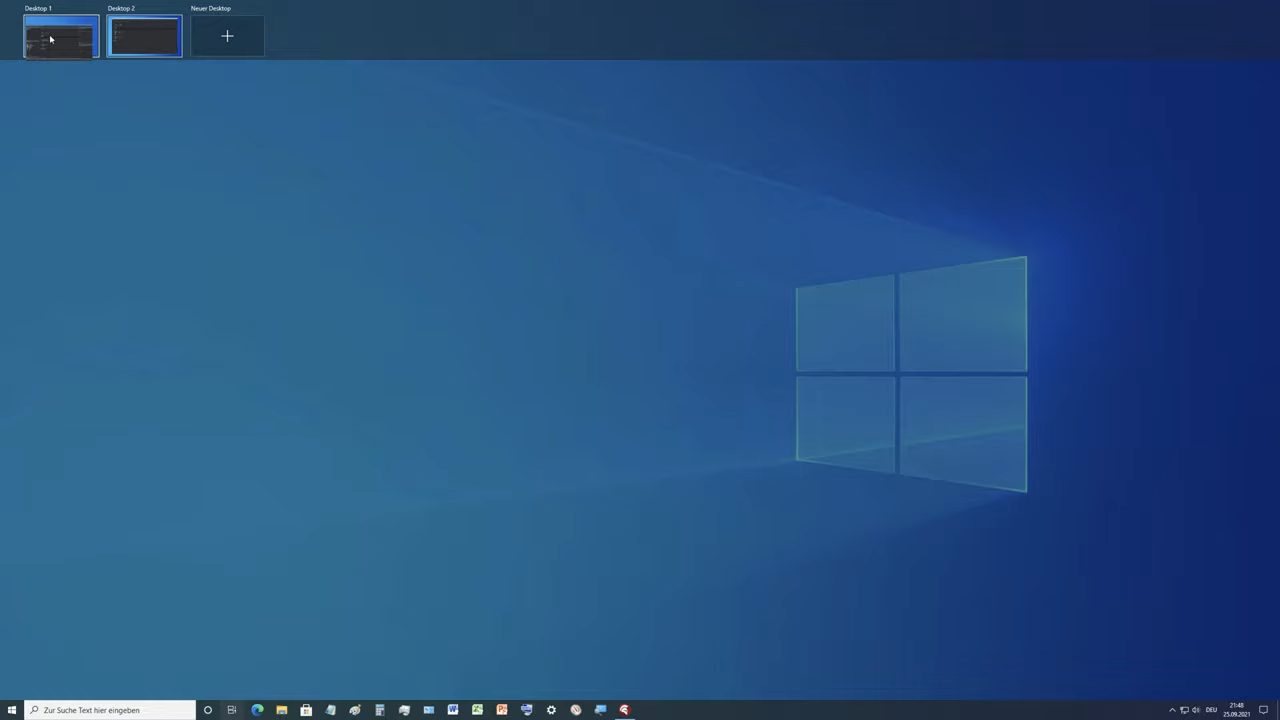 Desktop 1
Desktop 2
Neuer Desktop
Zur Suche Text hier eingeben
DEU
21:48
25.09.2021